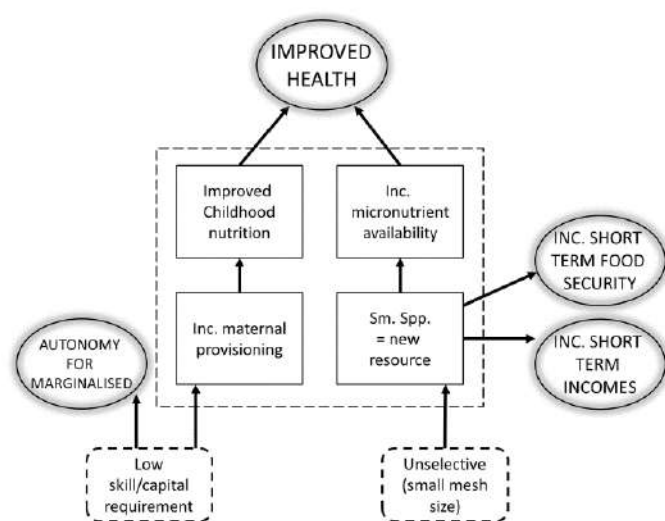 IMPROVED
HEALTH
Improved
Childhood
nutrition
Inc.
micronutrient
availability
INC. SHORT
TERM FOOD
SECURITY
Inc. maternal
provisioning
Sm. Spp.
= new
resource
AUTONOMY
FOR
MARGINALISED
INC. SHORT
TERM
INCOMES
Low
skill/capital
requirement
Unselective
(small mesh
size)